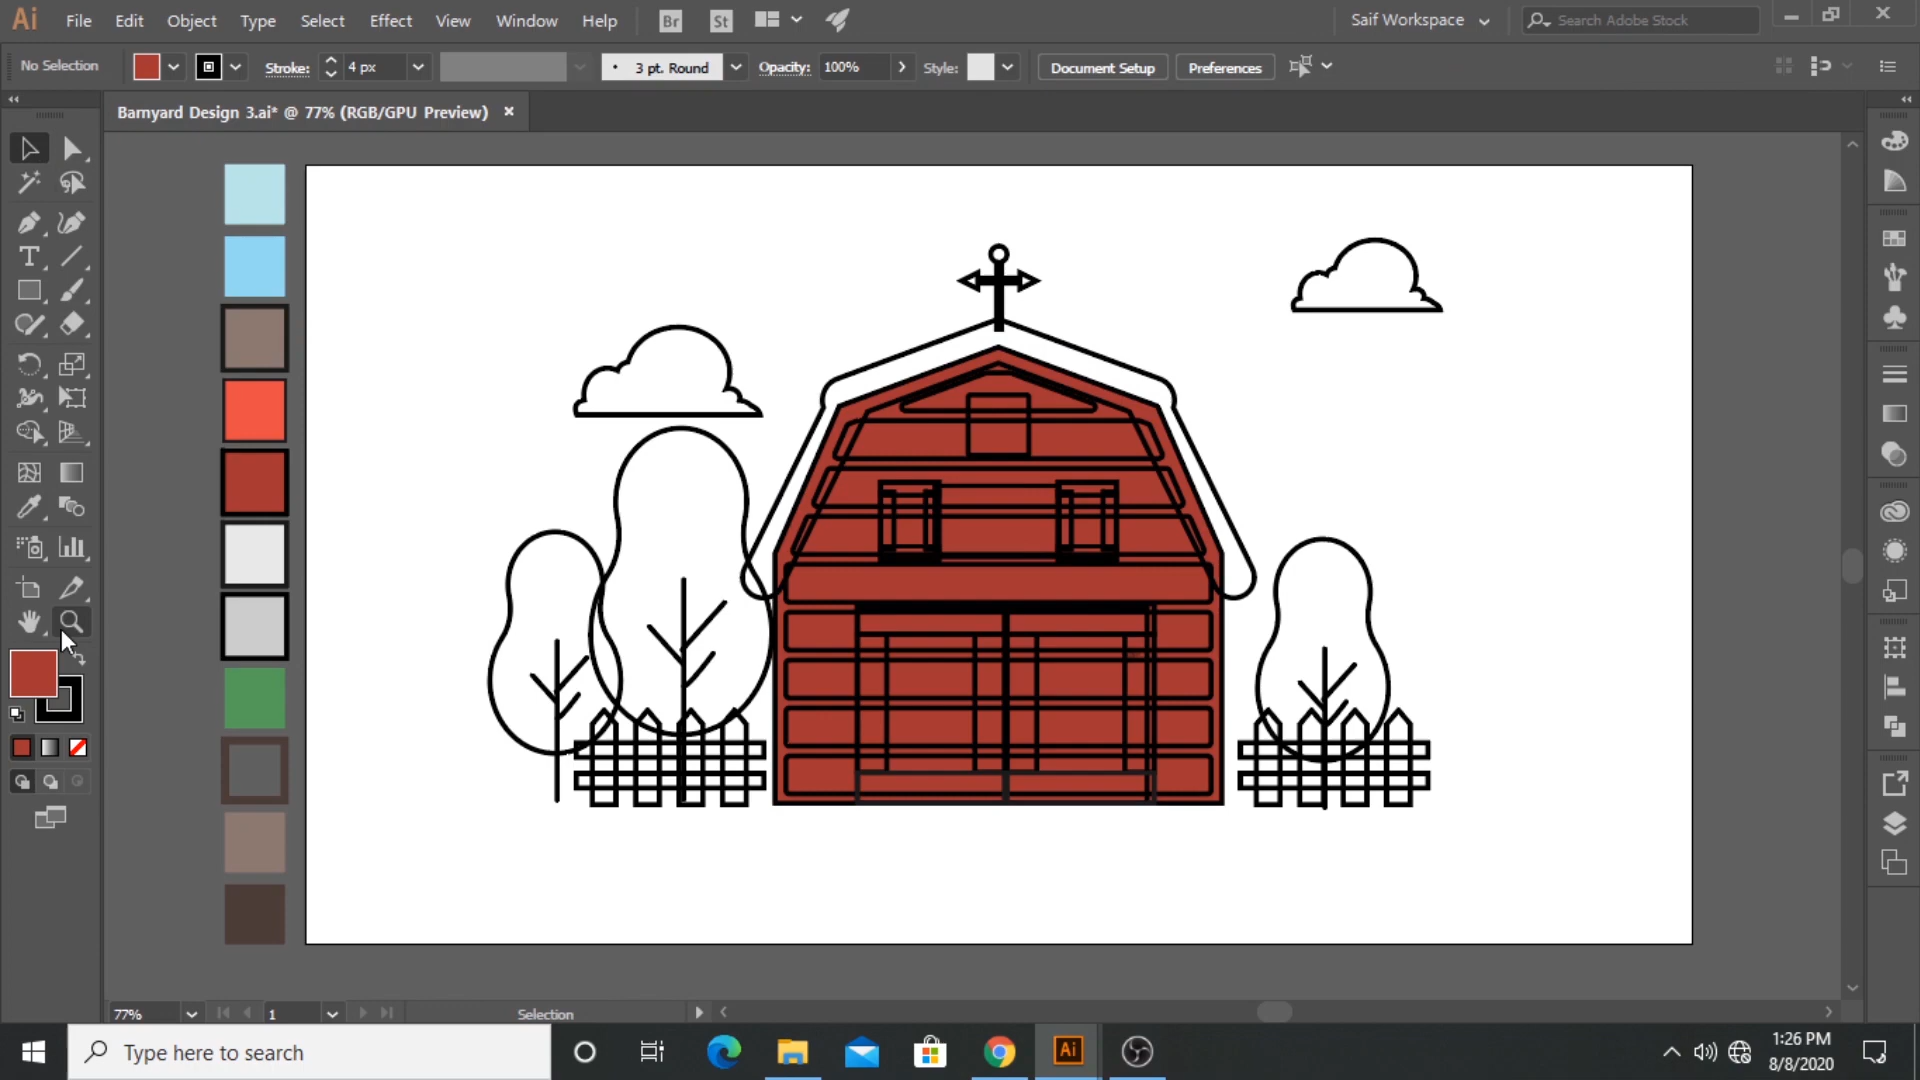 Ai File Edit Object Type Select Effect View Window Help Br St Saif Workspace Search Adobe Stock
No Selection Stroke: 4 px 3 pt. Round Opacity: 100% Style: Document Setup Preferences
Barnyard Design 3.ai* @ 77% (RGB/GPU Preview)
77% 1 Selection
Type here to search Ai 1:26 PM
8/8/2020